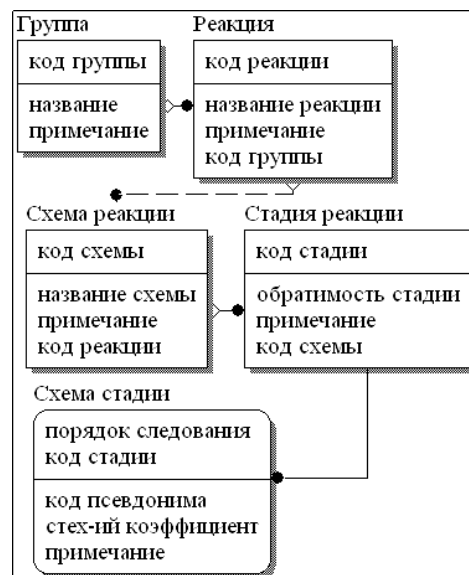 Группа
код группы
название
примечание
Реакция
код реакции
название реакции
примечание
код группы
Схема реакции
код схемы
название схемы
примечание
код реакции
Стадия реакции
код стадии
обратимость стадии
примечание
код схемы
Схема стадии
порядок следования
код стадии
код псевдонима
стех-ий коэффициент
примечание